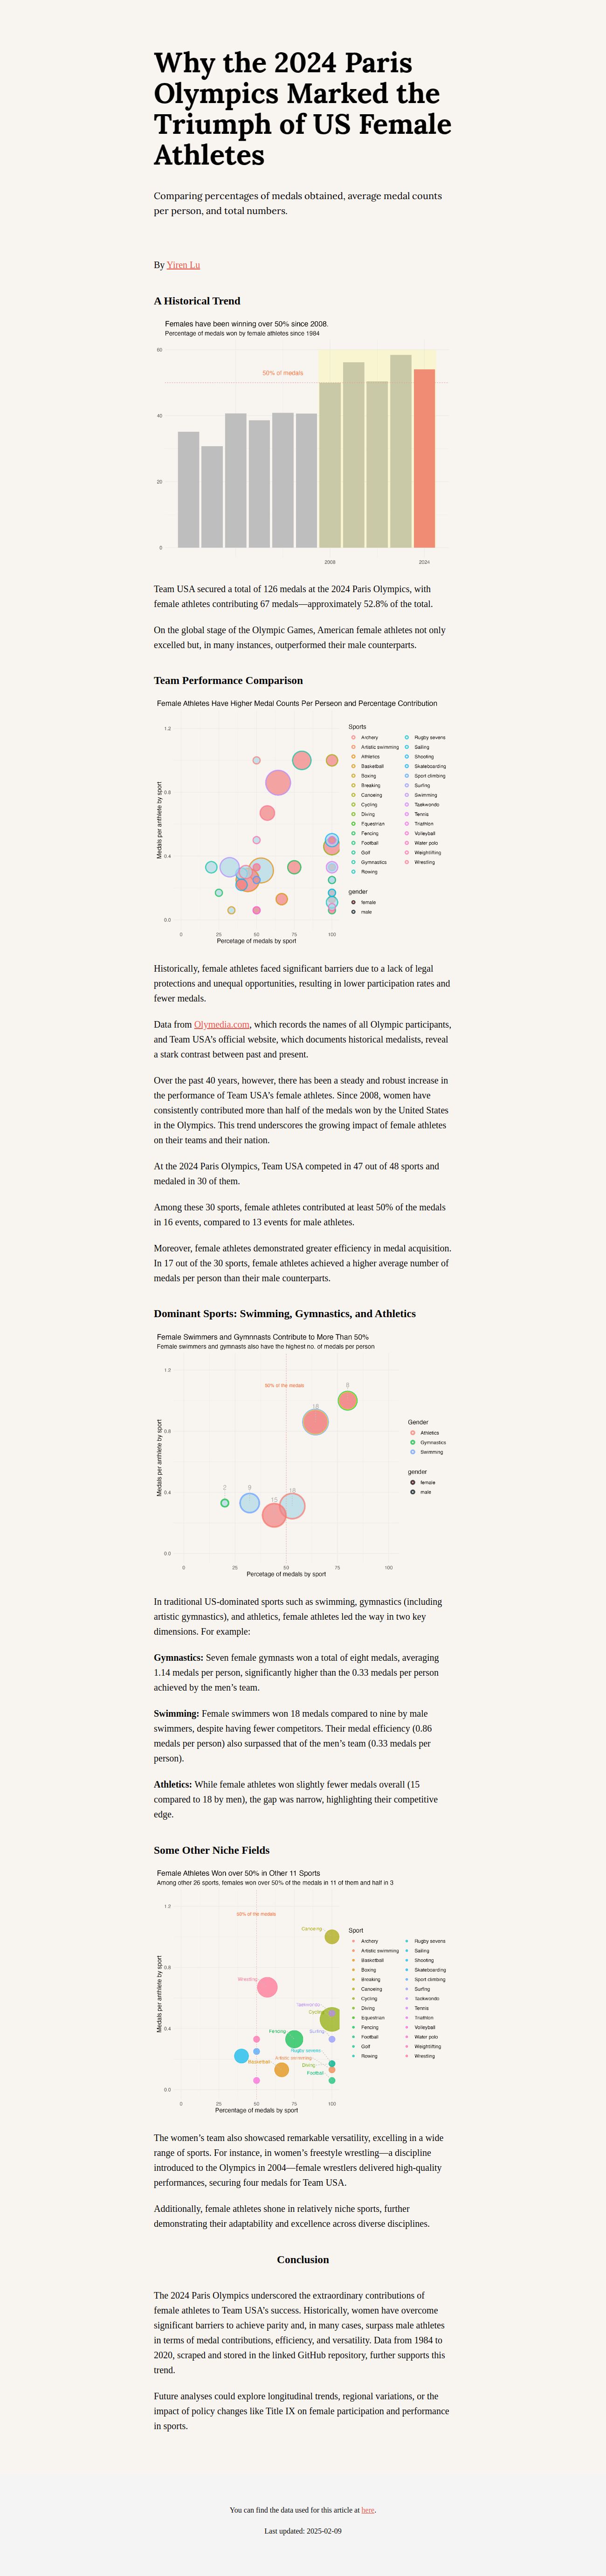 Why the 2024 Paris
Olympics Marked the
Triumph of US Female
Athletes
Comparing percentages of medals obtained, average medal counts
per person, and total numbers.
By Yiren Lu
A Historical Trend
Females have been winning over 50% since 2008.
Percentage of medals won by female athletes since 1984
60
50% of medals
40
20
0
2008
2024
Team USA secured a total of 126 medals at the 2024 Paris Olympics, with
female athletes contributing 67 medals—approximately 52.8% of the total.
On the global stage of the Olympic Games, American female athletes not only
excelled but, in many instances, outperformed their male counterparts.
Team Performance Comparison
Female Athletes Have Higher Medal Counts Per Perseon and Percentage Contribution
1.2
0.8
0.4
0.0
Medals per anthlete by sport
0
25
50
75
100
Percetage of medals by sport
Sports
Archery
Artistic swimming
Athletics
Basketball
Boxing
Breaking
Canoeing
Cycling
Diving
Equestrian
Fencing
Football
Golf
Gymnastics
Rowing
Rugby sevens
Sailing
Shooting
Skateboarding
Sport climbing
Surfing
Swimming
Taekwondo
Tennis
Triathlon
Volleyball
Water polo
Weightlifting
Wrestling
gender
female
male
Historically, female athletes faced significant barriers due to a lack of legal
protections and unequal opportunities, resulting in lower participation rates and
fewer medals.
Data from Olymedia.com, which records the names of all Olympic participants,
and Team USA’s official website, which documents historical medalists, reveal
a stark contrast between past and present.
Over the past 40 years, however, there has been a steady and robust increase in
the performance of Team USA’s female athletes. Since 2008, women have
consistently contributed more than half of the medals won by the United States
in the Olympics. This trend underscores the growing impact of female athletes
on their teams and their nation.
At the 2024 Paris Olympics, Team USA competed in 47 out of 48 sports and
medaled in 30 of them.
Among these 30 sports, female athletes contributed at least 50% of the medals
in 16 events, compared to 13 events for male athletes.
Moreover, female athletes demonstrated greater efficiency in medal acquisition.
In 17 out of the 30 sports, female athletes achieved a higher average number of
medals per person than their male counterparts.
Dominant Sports: Swimming, Gymnastics, and Athletics
Female Swimmers and Gymnnasts Contribute to More Than 50%
Female swimmers and gymnasts also have the highest no. of medals per person
1.2
0.8
0.4
0.0
Medals per anthlete by sport
50% of the medals
8
18
2
9
15
18
0
25
50
75
100
Percetage of medals by sport
Gender
Athletics
Gymnastics
Swimming
gender
female
male
In traditional US-dominated sports such as swimming, gymnastics (including
artistic gymnastics), and athletics, female athletes led the way in two key
dimensions. For example:
Gymnastics: Seven female gymnasts won a total of eight medals, averaging
1.14 medals per person, significantly higher than the 0.33 medals per person
achieved by the men’s team.
Swimming: Female swimmers won 18 medals compared to nine by male
swimmers, despite having fewer competitors. Their medal efficiency (0.86
medals per person) also surpassed that of the men’s team (0.33 medals per
person).
Athletics: While female athletes won slightly fewer medals overall (15
compared to 18 by men), the gap was narrow, highlighting their competitive
edge.
Some Other Niche Fields
Female Athletes Won over 50% in Other 11 Sports
Among other 26 sports, females won over 50% of the medals in 11 of them and half in 3
1.2
0.8
0.4
0.0
Medals per anthlete by sport
50% of the medals
Canoeing
Wrestling
Cycling
Fencing
Surfing
Rugby sevens
Artistic swimming
Basketball
Diving
Football
0
25
50
75
100
Percentage of medals by sport
Sport
Archery
Artistic swimming
Basketball
Boxing
Breaking
Canoeing
Cycling
Diving
Equestrian
Fencing
Football
Golf
Rowing
Rugby sevens
Sailing
Shooting
Skateboarding
Sport climbing
Surfing
Taekwondo
Tennis
Triathlon
Volleyball
Water polo
Weightlifting
Wrestling
The women’s team also showcased remarkable versatility, excelling in a wide
range of sports. For instance, in women’s freestyle wrestling—a discipline
introduced to the Olympics in 2004—female wrestlers delivered high-quality
performances, securing four medals for Team USA.
Additionally, female athletes shone in relatively niche sports, further
demonstrating their adaptability and excellence across diverse disciplines.
Conclusion
The 2024 Paris Olympics underscored the extraordinary contributions of
female athletes to Team USA’s success. Historically, women have overcome
significant barriers to achieve parity and, in many cases, surpass male athletes
in terms of medal contributions, efficiency, and versatility. Data from 1984 to
2020, scraped and stored in the linked GitHub repository, further supports this
trend.
Future analyses could explore longitudinal trends, regional variations, or the
impact of policy changes like Title IX on female participation and performance
in sports.
You can find the data used for this article at here.
Last updated: 2025-02-09